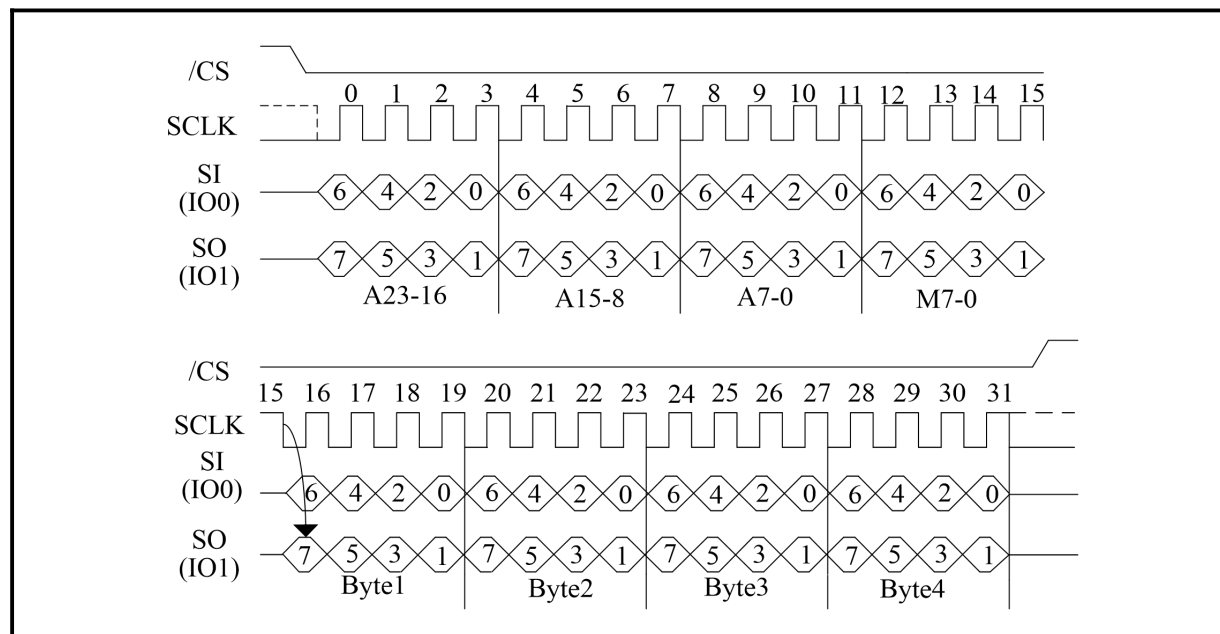 /CS
0 1 2 3 4 5 6 7 8 9 10 11 12 13 14 15
SCLK
SI
(IO0)
6 4 2 0 6 4 2 0 6 4 2 0 6 4 2 0
SO
(IO1)
7 5 3 1 7 5 3 1 7 5 3 1 7 5 3 1
A23-16 A15-8 A7-0 M7-0
/CS
15 16 17 18 19 20 21 22 23 24 25 26 27 28 29 30 31
SCLK
SI
(IO0)
6 4 2 0 6 4 2 0 6 4 2 0 6 4 2 0
SO
(IO1)
7 5 3 1 7 5 3 1 7 5 3 1 7 5 3 1
Byte1 Byte2 Byte3 Byte4